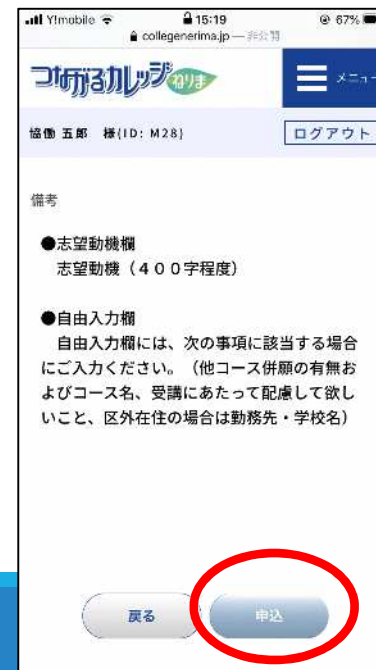 Y!mobile 15:19 67%
collegenerima.jp — 非公開
つながるカレッジねりま
メニュー
協働 五郎 様(ID: M28)
ログアウト
備考
●志望動機欄
志望動機（４００字程度）
●自由入力欄
自由入力欄には、次の事項に該当する場合
にご入力ください。（他コース併願の有無お
よびコース名、受講にあたって配慮して欲し
いこと、区外在住の場合は勤務先・学校名）
戻る
申込